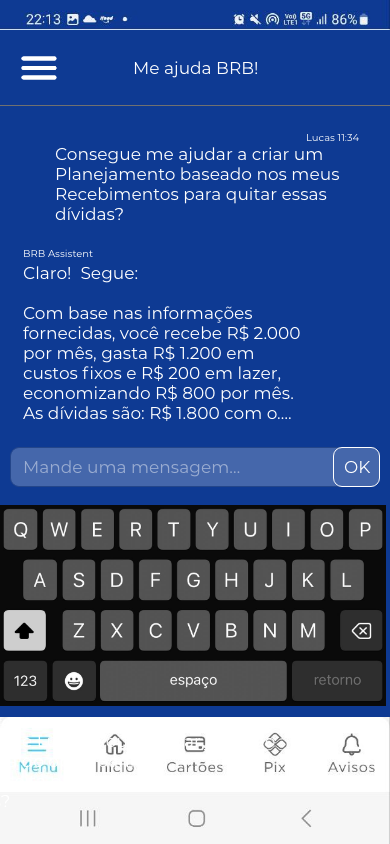 22:13
86%
Me ajuda BRB!
Lucas 11:34
Consegue me ajudar a criar um
Planejamento baseado nos meus
Recebimentos para quitar essas
dívidas?
BRB Assistent
Claro!  Segue:
Com base nas informações
fornecidas, você recebe R$ 2.000
por mês, gasta R$ 1.200 em
custos fixos e R$ 200 em lazer,
economizando R$ 800 por mês.
As dívidas são: R$ 1.800 com o....
Mande uma mensagem... OK
Q W E R T Y U I O P
A S D F G H J K L
Z X C V B N M
123 espaço retorno
Menu Início Cartões Pix Avisos